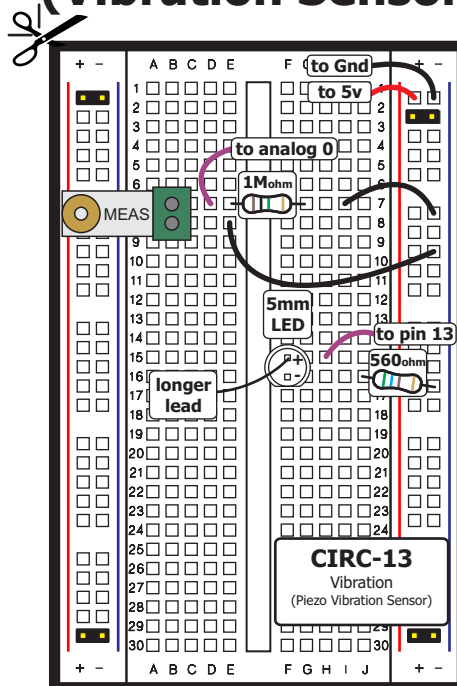 (Vibration Sensor
+ - A B C D E F G + -
to Gnd
to 5v
1
2
3
4
to analog 0
5
6
1Mohm
7
MEAS
8
9
10
11
12
5mm
LED
13
14
to pin 13
15
560ohm
16
longer
lead
17
18
19
20
21
22
23
24
25
CIRC-13
Vibration
(Piezo Vibration Sensor)
26
27
28
29
30
+ - A B C D E F G H I J + -